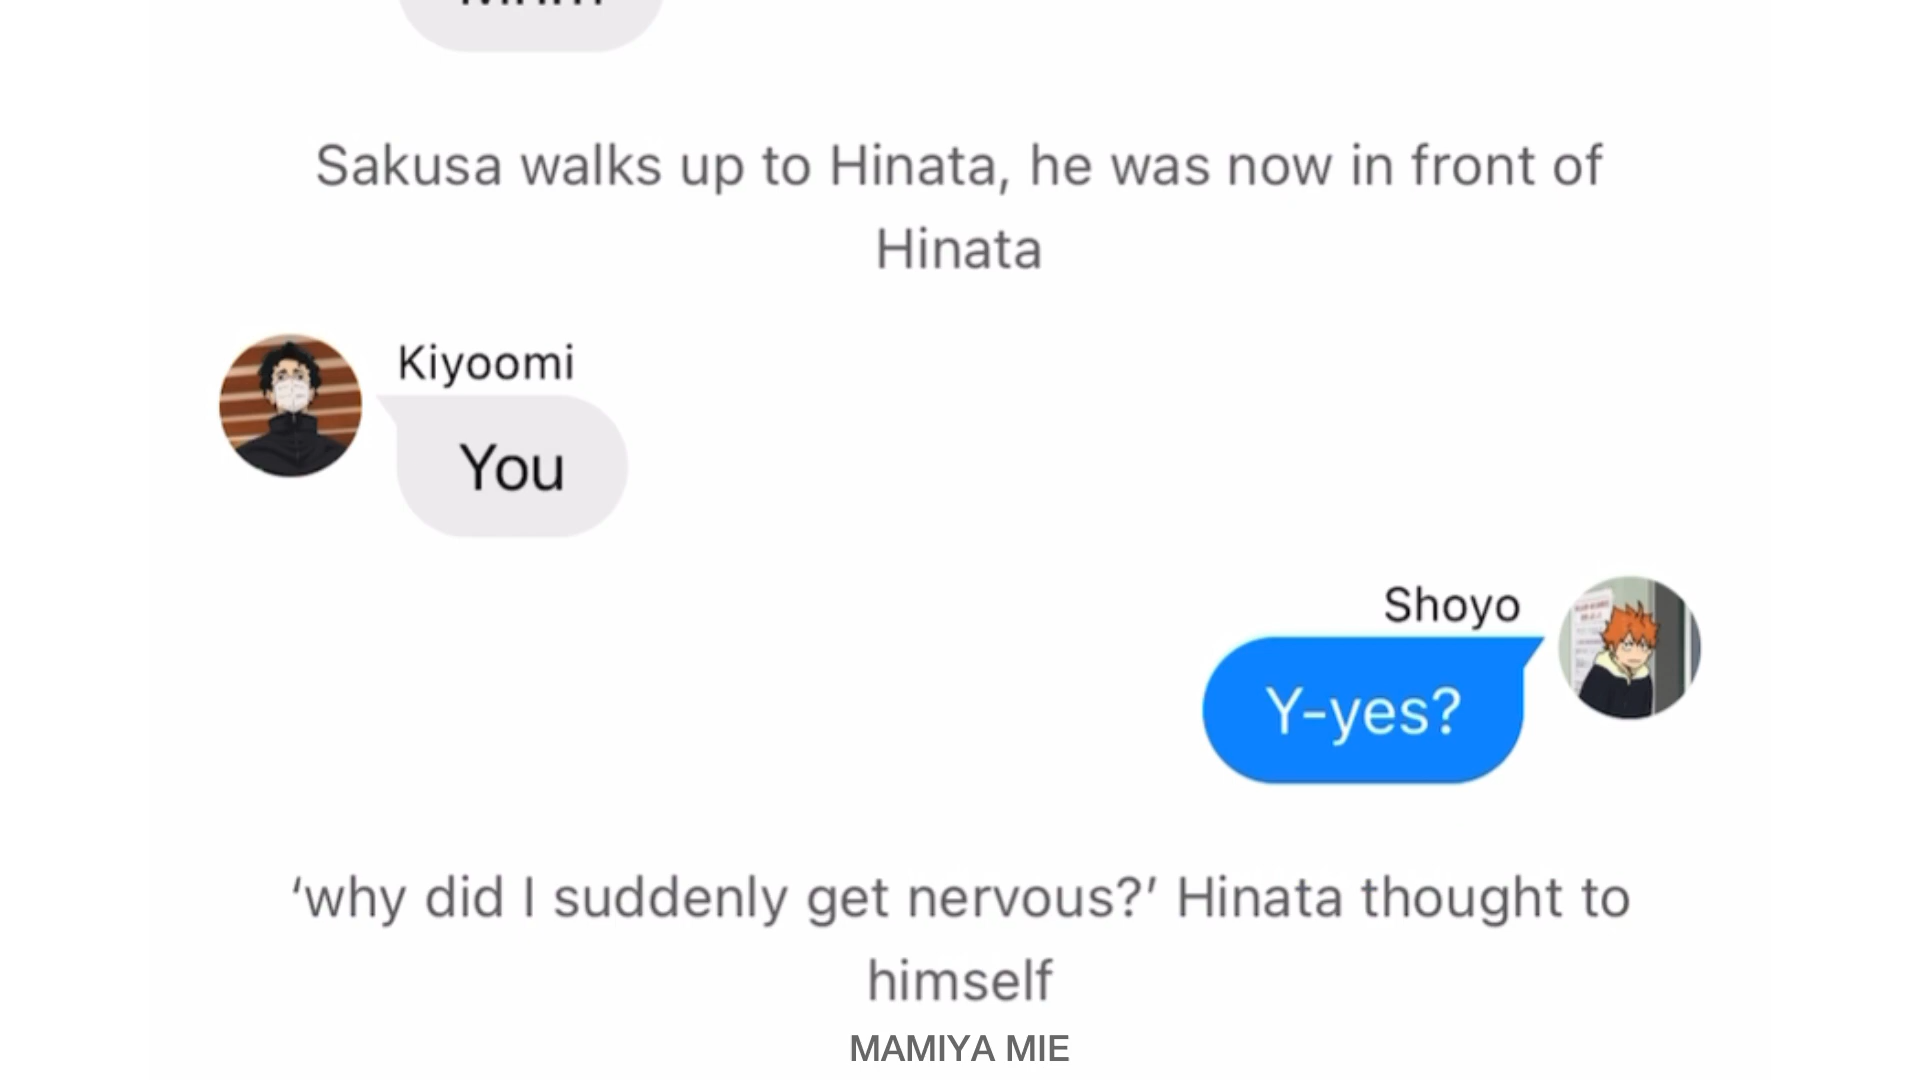 Sakusa walks up to Hinata, he was now in front of
Hinata
Kiyoomi
You
Shoyo
Y-yes?
‘why did I suddenly get nervous?’ Hinata thought to
himself
MAMIYA MIE